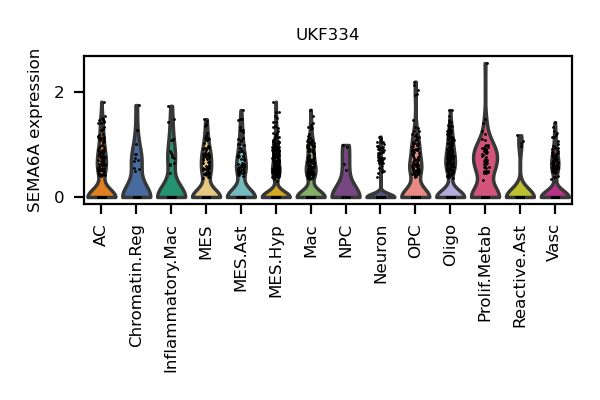 UKF334
SEMA6A expression
2
0
AC
Chromatin.Reg
Inflammatory.Mac
MES
MES.Ast
MES.Hyp
Mac
NPC
Neuron
OPC
Oligo
Prolif.Metab
Reactive.Ast
Vasc